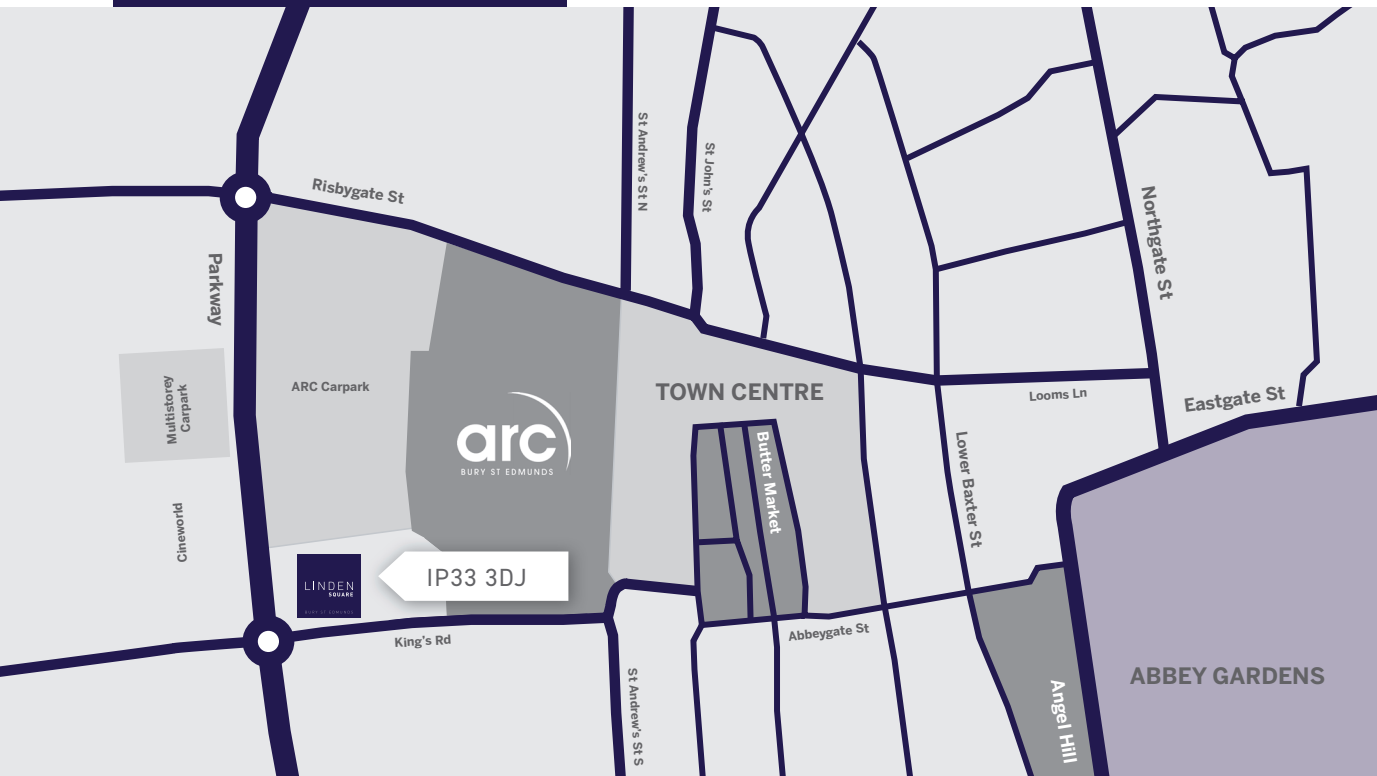 St Andrew's St N
St John's St
Risbygate St
Northgate St
Parkway
ARC Carpark
Multistorey
Carpark
TOWN CENTRE
Looms Ln
Eastgate St
arc
BURY ST EDMUNDS
Butter Market
Lower Baxter St
Cineworld
LINDEN
SQUARE
BURY ST EDMUNDS
IP33 3DJ
King's Rd
Abbeygate St
St Andrew's St S
Angel Hill
ABBEY GARDENS